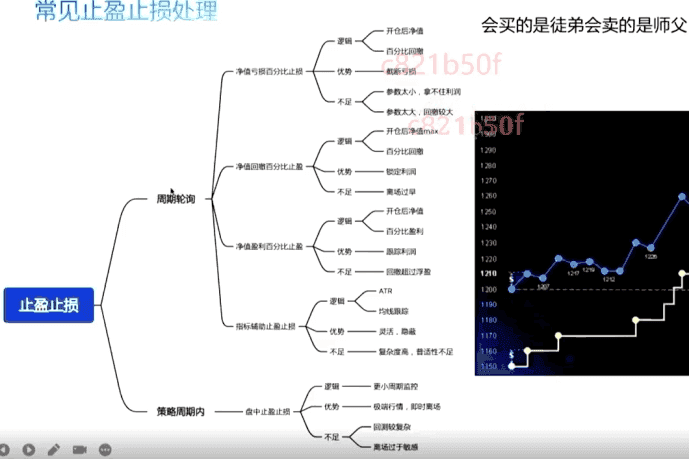 常见止盈止损处理
会买的是徒弟会卖的是师父
止盈止损
周期轮询
净值亏损百分比止损
逻辑
开仓后净值
百分比回撤
优势
截断亏损
不足
参数太小，拿不住利润
参数太大，回撤较大
净值回撤百分比止盈
逻辑
开仓后净值max
百分比回撤
优势
锁定利润
不足
离场过早
净值盈利百分比止盈
逻辑
开仓后净值
百分比盈利
优势
跟踪利润
不足
回撤超过浮盈
指标辅助止盈止损
逻辑
ATR
均线跟踪
优势
灵活，隐蔽
不足
复杂度高，普适性不足
策略周期内
盘中止盈止损
逻辑
更小周期监控
优势
极端行情，即时离场
不足
回测较复杂
离场过于敏感
c821b50f
c821b50f
1290
1280
1270
1260
1250
1240
1230
1220
1210
1200
1190
1180
1170
1160
1150
$
1207
1217
1219
1212
1226
$